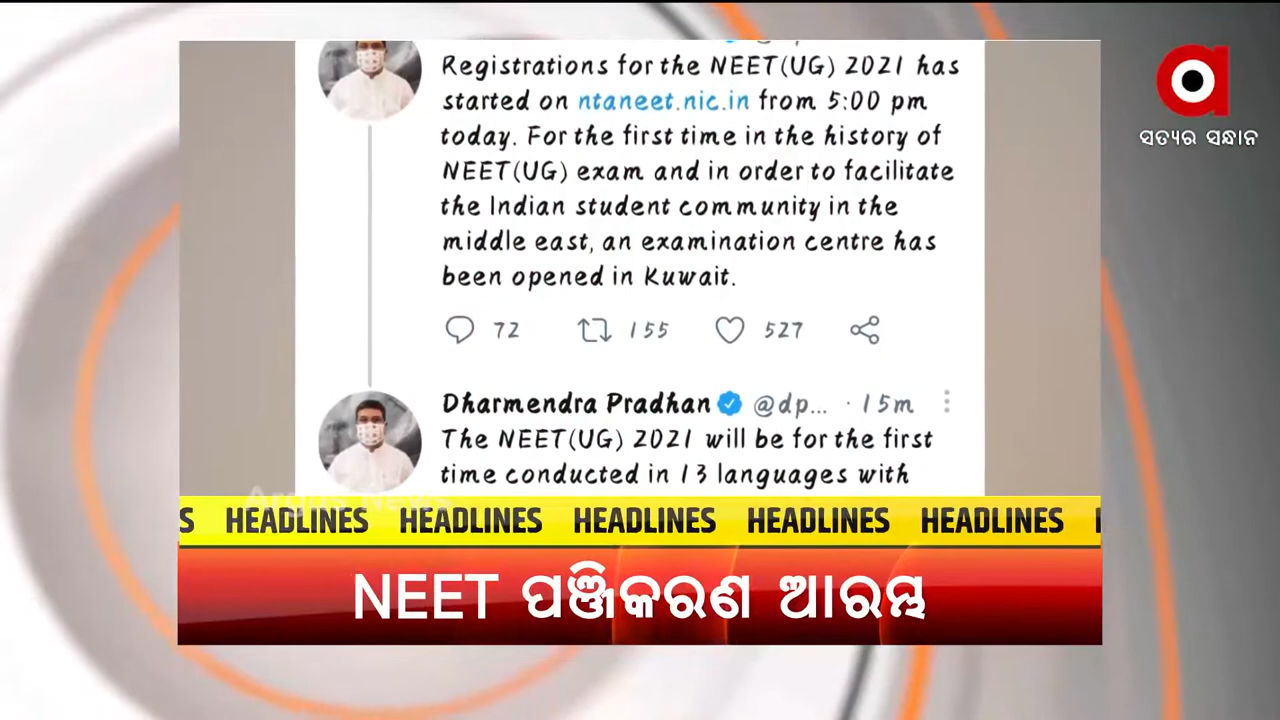 Registrations for the NEET(UG) 2021 has
started on ntaneet.nic.in from 5:00 pm
today. For the first time in the history of
NEET(UG) exam and in order to facilitate
the Indian student community in the
middle east, an examination centre has
been opened in Kuwait.
72 155 527
Dharmendra Pradhan @dp... · 15m
The NEET(UG) 2021 will be for the first
time conducted in 13 languages with
ସତ୍ୟର ସନ୍ଧାନ
Argus News
S HEADLINES HEADLINES HEADLINES HEADLINES HEADLINES
NEET ପଞ୍ଜିକରଣ ଆରମ୍ଭ